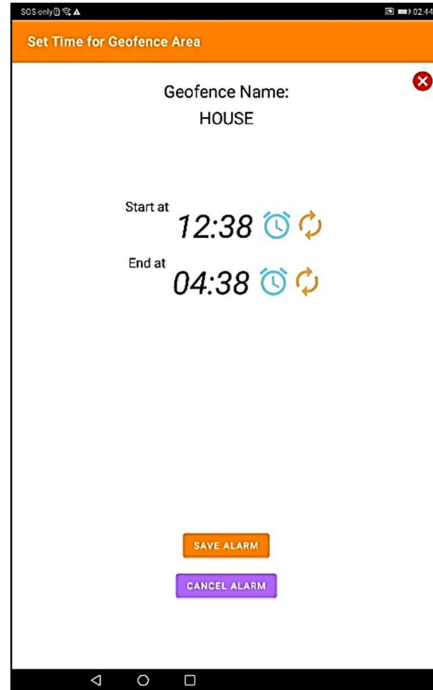 SOS only 02:44
Set Time for Geofence Area
Geofence Name:
HOUSE
Start at 12:38
End at 04:38
SAVE ALARM
CANCEL ALARM